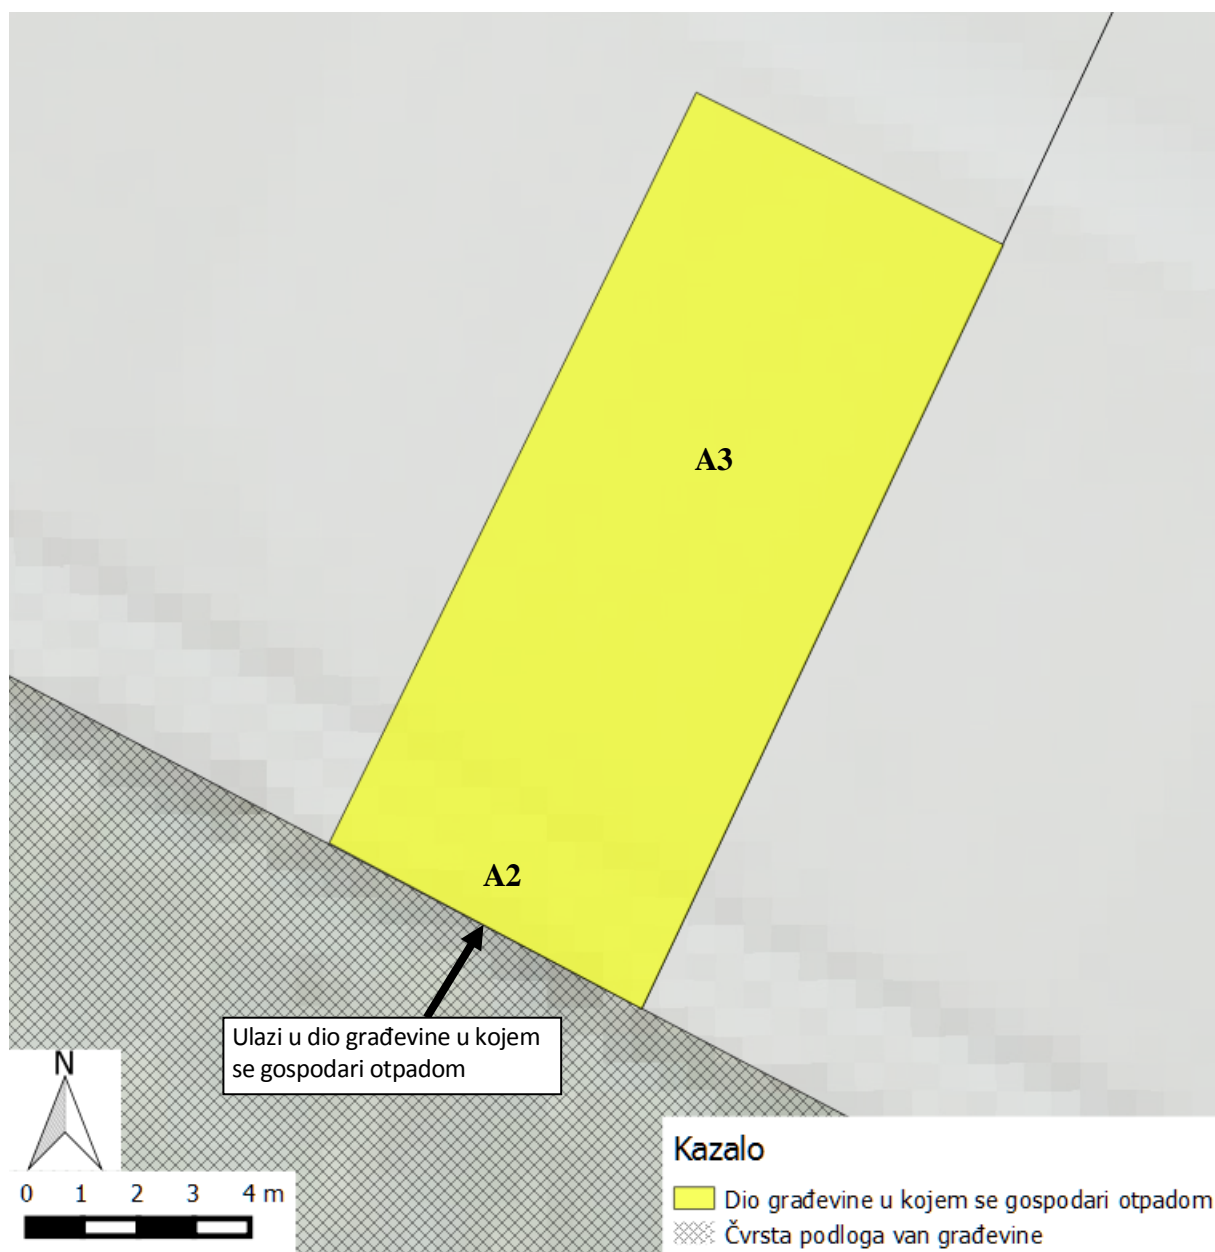 A3
A2
Ulazi u dio građevine u kojem
se gospodari otpadom
N
0 1 2 3 4 m
Kazalo
Dio građevine u kojem se gospodari otpadom
Čvrsta podloga van građevine